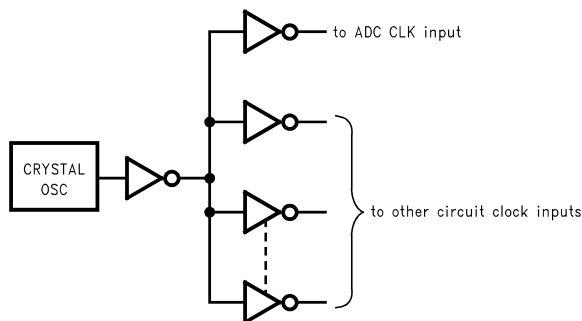 to ADC CLK input
CRYSTAL
OSC
to other circuit clock inputs